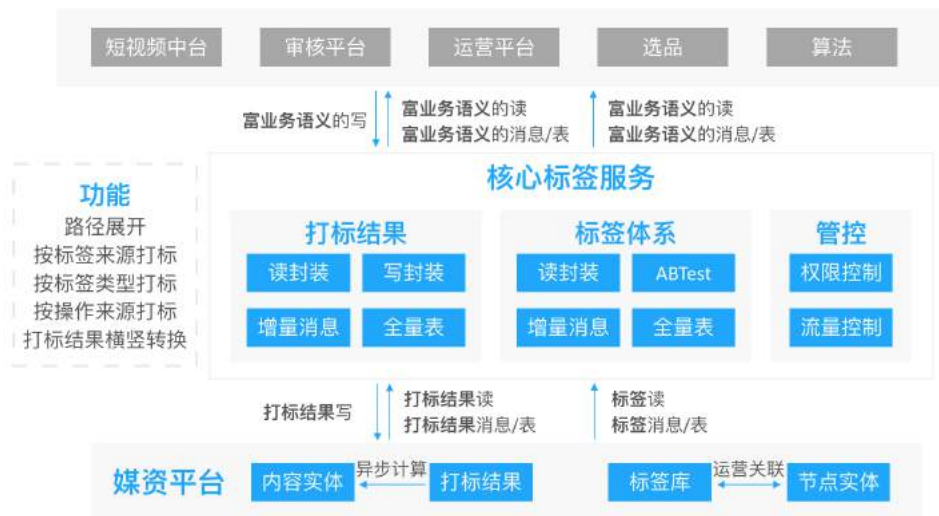 短视频中台
审核平台
运营平台
选品
算法
富业务语义的写
富业务语义的读
富业务语义的消息/表
富业务语义的读
富业务语义的消息/表
功能
路径展开
按标签来源打标
按标签类型打标
按操作来源打标
打标结果横竖转换
核心标签服务
打标结果
读封装
写封装
增量消息
全量表
标签体系
读封装
ABTest
增量消息
全量表
管控
权限控制
流量控制
打标结果写
打标结果读
打标结果消息/表
标签读
标签消息/表
媒资平台
内容实体
异步计算
打标结果
标签库
运营关联
节点实体